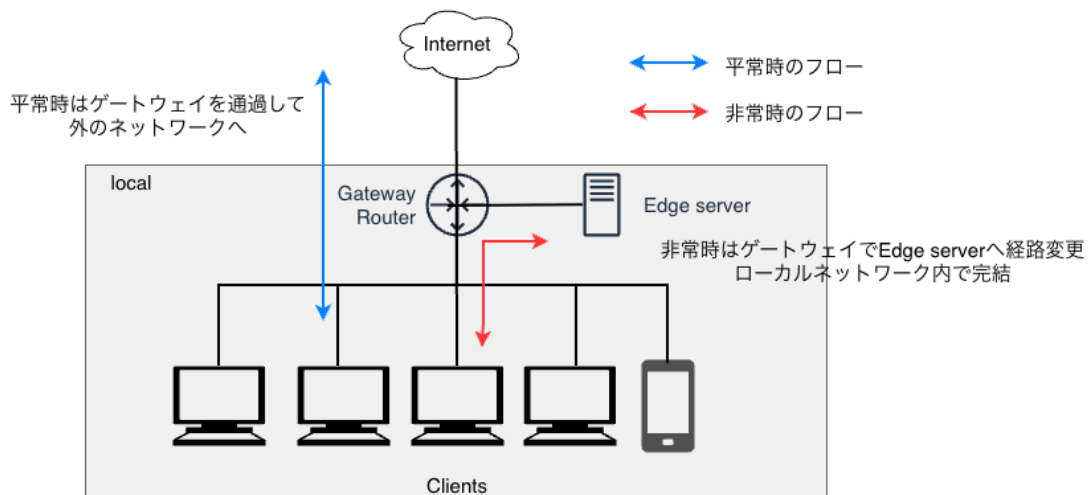 Internet
平常時のフロー
非常時のフロー
平常時はゲートウェイを通過して
外のネットワークへ
local
Gateway
Router
Edge server
非常時はゲートウェイでEdge serverへ経路変更
ローカルネットワーク内で完結
Clients